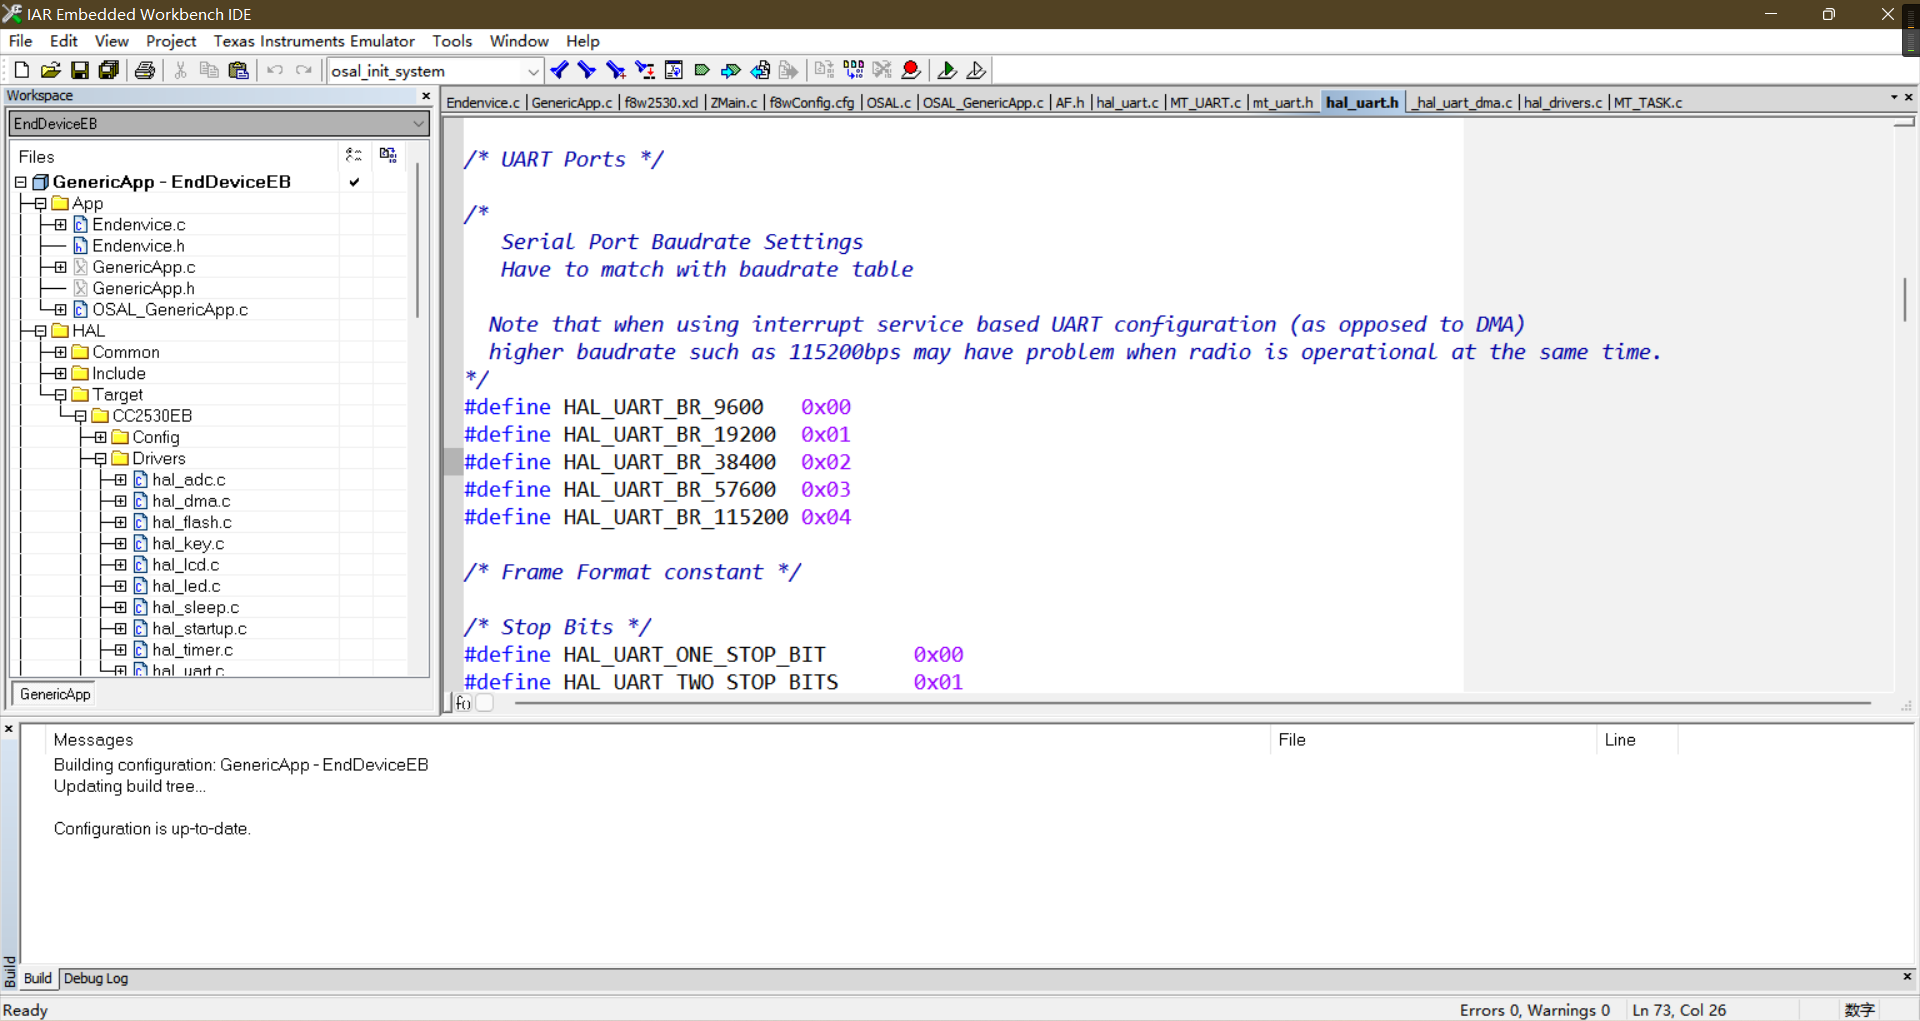 IAR Embedded Workbench IDE
File Edit View Project Texas Instruments Emulator Tools Window Help
osal_init_system
Workspace
EndDeviceEB
Files
GenericApp - EndDeviceEB
App
Endenvice.c
Endenvice.h
GenericApp.c
GenericApp.h
OSAL_GenericApp.c
HAL
Common
Include
Target
CC2530EB
Config
Drivers
hal_adc.c
hal_dma.c
hal_flash.c
hal_key.c
hal_lcd.c
hal_led.c
hal_sleep.c
hal_startup.c
hal_timer.c
hal_uart.c
GenericApp
Endenvice.c | GenericApp.c | f8w2530.xcl | ZMain.c | f8wConfig.cfg | OSAL.c | OSAL_GenericApp.c | AF.h | hal_uart.c | MT_UART.c | mt_uart.h | hal_uart.h | _hal_uart_dma.c | hal_drivers.c | MT_TASK.c
/* UART Ports */
/*
Serial Port Baudrate Settings
Have to match with baudrate table
Note that when using interrupt service based UART configuration (as opposed to DMA)
higher baudrate such as 115200bps may have problem when radio is operational at the same time.
*/
#define HAL_UART_BR_9600 0x00
#define HAL_UART_BR_19200 0x01
#define HAL_UART_BR_38400 0x02
#define HAL_UART_BR_57600 0x03
#define HAL_UART_BR_115200 0x04
/* Frame Format constant */
/* Stop Bits */
#define HAL_UART_ONE_STOP_BIT 0x00
#define HAL_UART_TWO_STOP_BITS 0x01
f()
Messages File Line
Building configuration: GenericApp - EndDeviceEB
Updating build tree...
Configuration is up-to-date.
Build
Build Debug Log
Ready Errors 0, Warnings 0 Ln 73, Col 26 数字